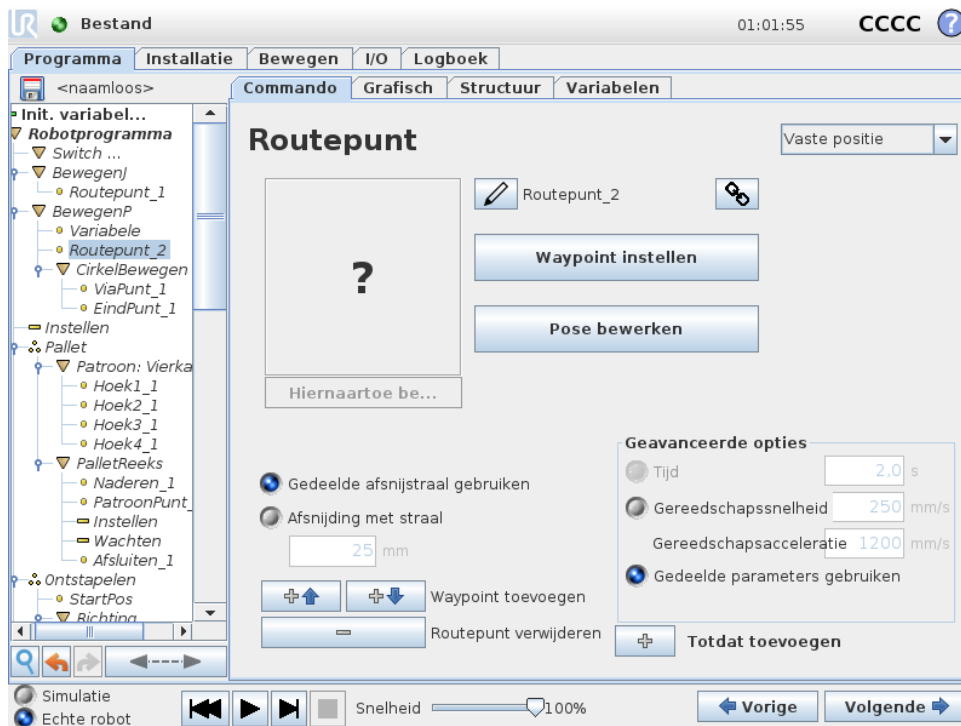 UR Bestand 01:01:55 CCCC ?
Programma Installatie Bewegen I/O Logboek
<naamloos>
Commando Grafisch Structuur Variabelen
Init. variabel...
Robotprogramma
Switch ...
BewegenJ
Routepunt_1
BewegenP
Variabele
Routepunt_2
CirkelBewegen
ViaPunt_1
EindPunt_1
Instellen
Pallet
Patroon: Vierka
Hoek1_1
Hoek2_1
Hoek3_1
Hoek4_1
PalletReeks
Naderen_1
PatroonPunt_
Instellen
Wachten
Afsluiten_1
Ontstapelen
StartPos
Richting
Routepunt
Vaste positie
Routepunt_2
?
Waypoint instellen
Pose bewerken
Hiernaartoe be...
Gedeelde afsnijstraal gebruiken
Afsnijding met straal
25 mm
Waypoint toevoegen
Routepunt verwijderen
Geavanceerde opties
Tijd 2,0 s
Gereedschapssnelheid 250 mm/s
Gereedschapsacceleratie 1200 mm/s
Gedeelde parameters gebruiken
Totdat toevoegen
Simulatie
Echte robot
Snelheid 100%
Vorige Volgende